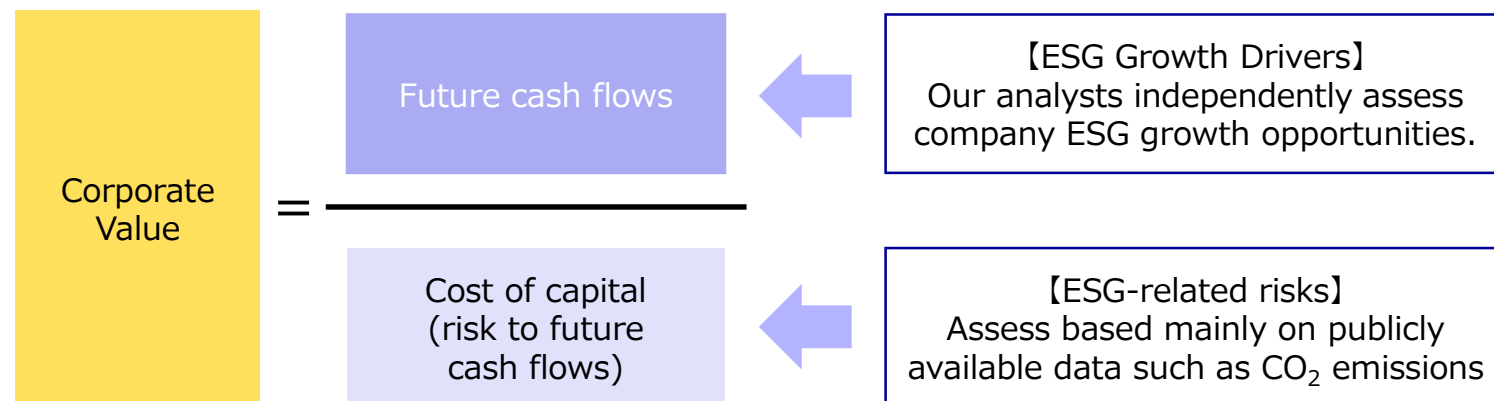 Corporate
Value
=
Future cash flows
Cost of capital
(risk to future
cash flows)
【ESG Growth Drivers】
Our analysts independently assess
company ESG growth opportunities.
【ESG-related risks】
Assess based mainly on publicly
available data such as CO₂ emissions